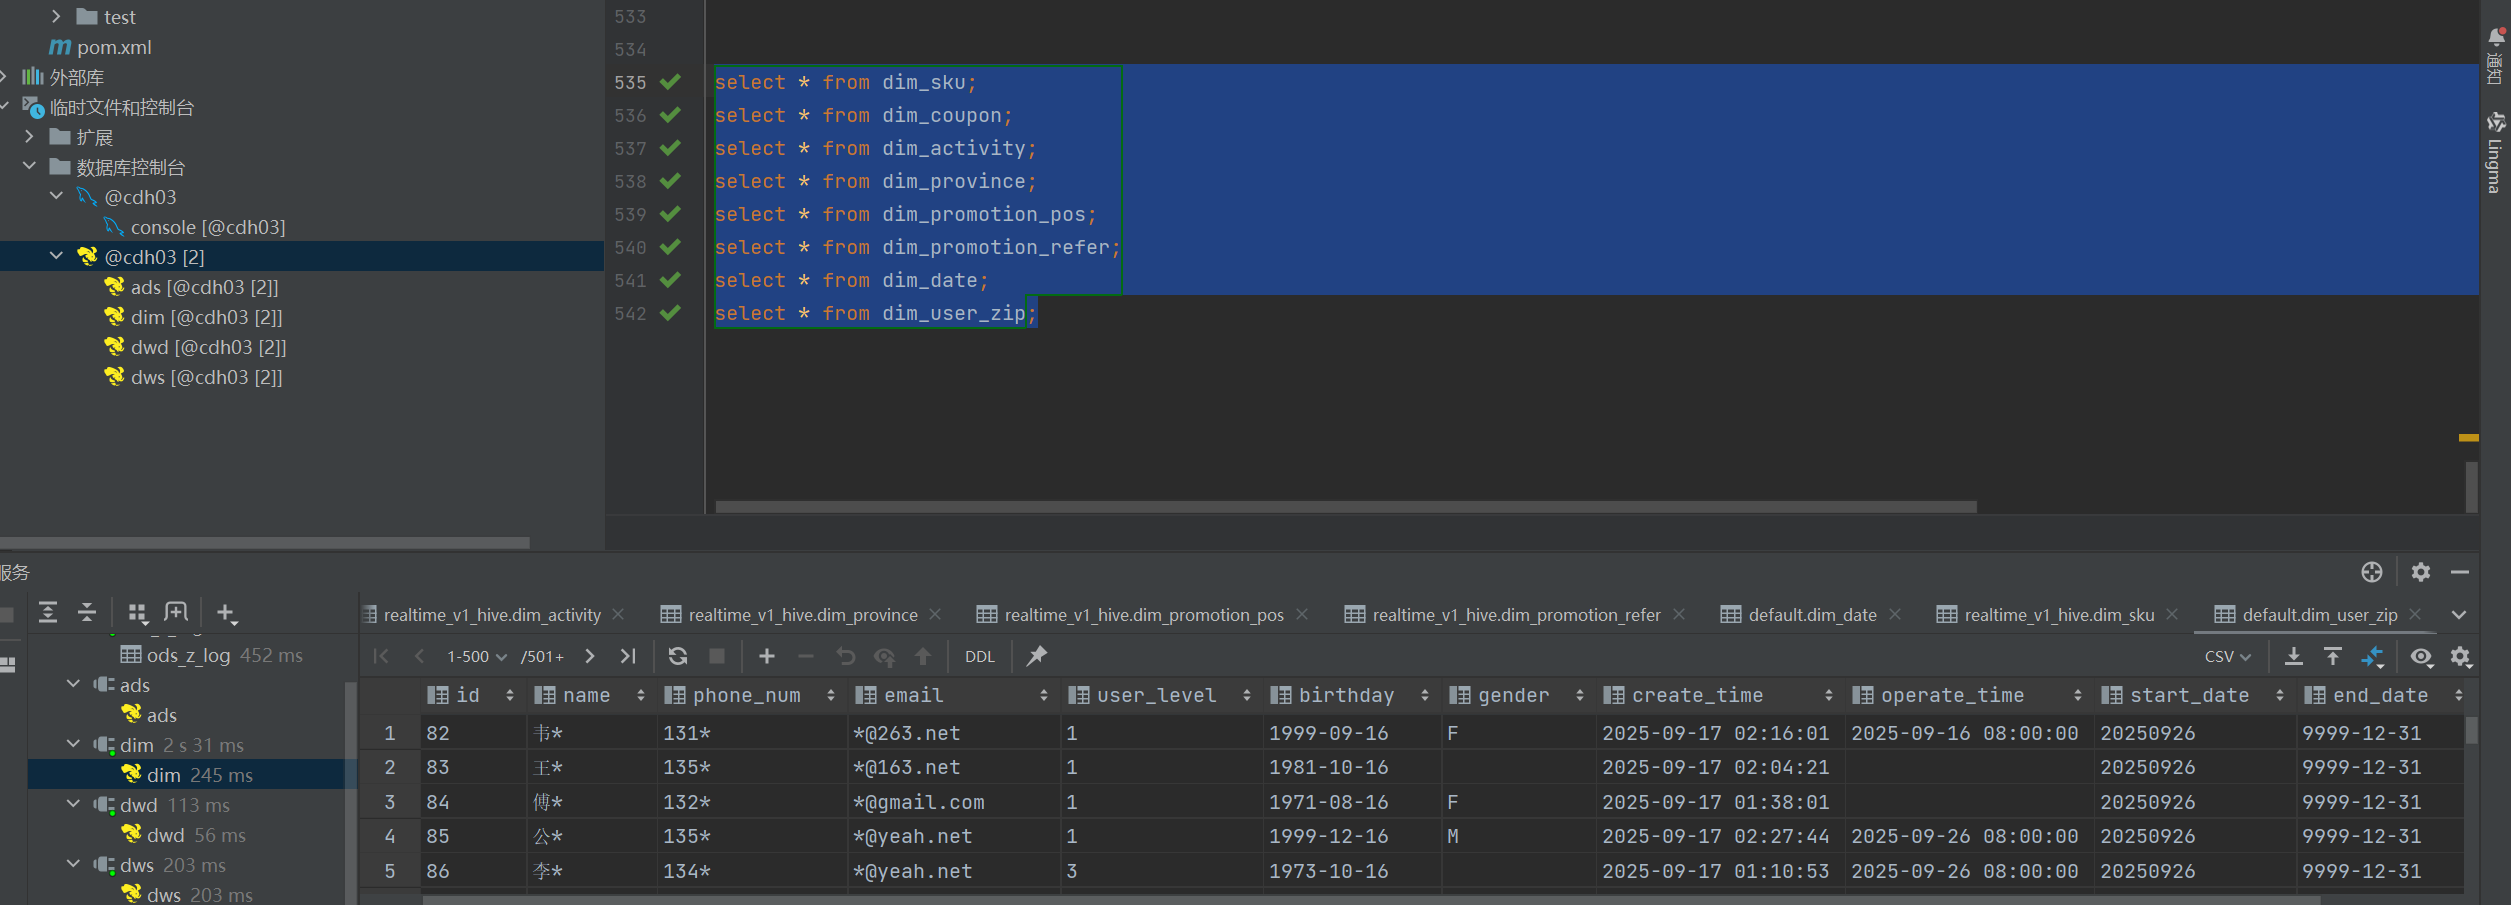 test
pom.xml
外部库
临时文件和控制台
扩展
数据库控制台
@cdh03
console [@cdh03]
@cdh03 [2]
ads [@cdh03 [2]]
dim [@cdh03 [2]]
dwd [@cdh03 [2]]
dws [@cdh03 [2]]
533
534
535 select * from dim_sku;
536 select * from dim_coupon;
537 select * from dim_activity;
538 select * from dim_province;
539 select * from dim_promotion_pos;
540 select * from dim_promotion_refer;
541 select * from dim_date;
542 select * from dim_user_zip;
通知
Lingma
服务
ods_z_log 452 ms
ads
ads
dim 2 s 31 ms
dim 245 ms
dwd 113 ms
dwd 56 ms
dws 203 ms
dws 203 ms
realtime_v1_hive.dim_activity realtime_v1_hive.dim_province realtime_v1_hive.dim_promotion_pos realtime_v1_hive.dim_promotion_refer default.dim_date realtime_v1_hive.dim_sku default.dim_user_zip
1-500 /501+ DDL CSV
id name phone_num email user_level birthday gender create_time operate_time start_date end_date
1 82 韦* 131* *@263.net 1 1999-09-16 F 2025-09-17 02:16:01 2025-09-16 08:00:00 20250926 9999-12-31
2 83 王* 135* *@163.net 1 1981-10-16 2025-09-17 02:04:21 20250926 9999-12-31
3 84 傅* 132* *@gmail.com 1 1971-08-16 F 2025-09-17 01:38:01 20250926 9999-12-31
4 85 公* 135* *@yeah.net 1 1999-12-16 M 2025-09-17 02:27:44 2025-09-26 08:00:00 20250926 9999-12-31
5 86 李* 134* *@yeah.net 3 1973-10-16 2025-09-17 01:10:53 2025-09-26 08:00:00 20250926 9999-12-31